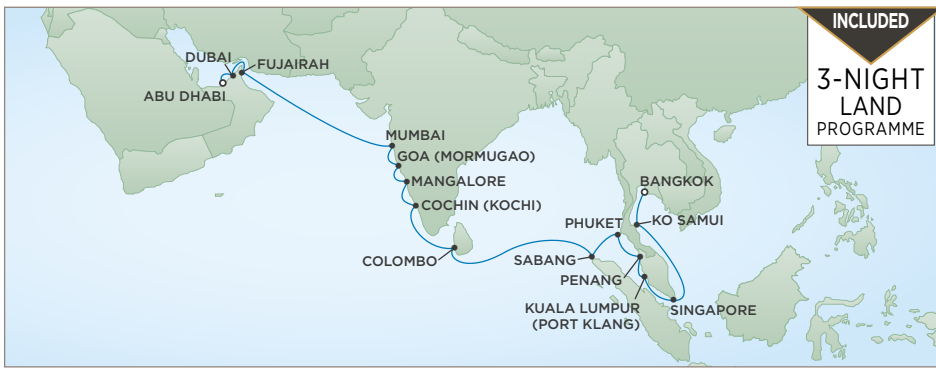 INCLUDED
3-NIGHT
LAND
PROGRAMME
DUBAI
FUJAIRAH
ABU DHABI
MUMBAI
GOA (MORMUGAO)
MANGALORE
COCHIN (KOCHI)
COLOMBO
BANGKOK
PHUKET
KO SAMUI
SABANG
PENANG
KUALA LUMPUR
(PORT KLANG)
SINGAPORE